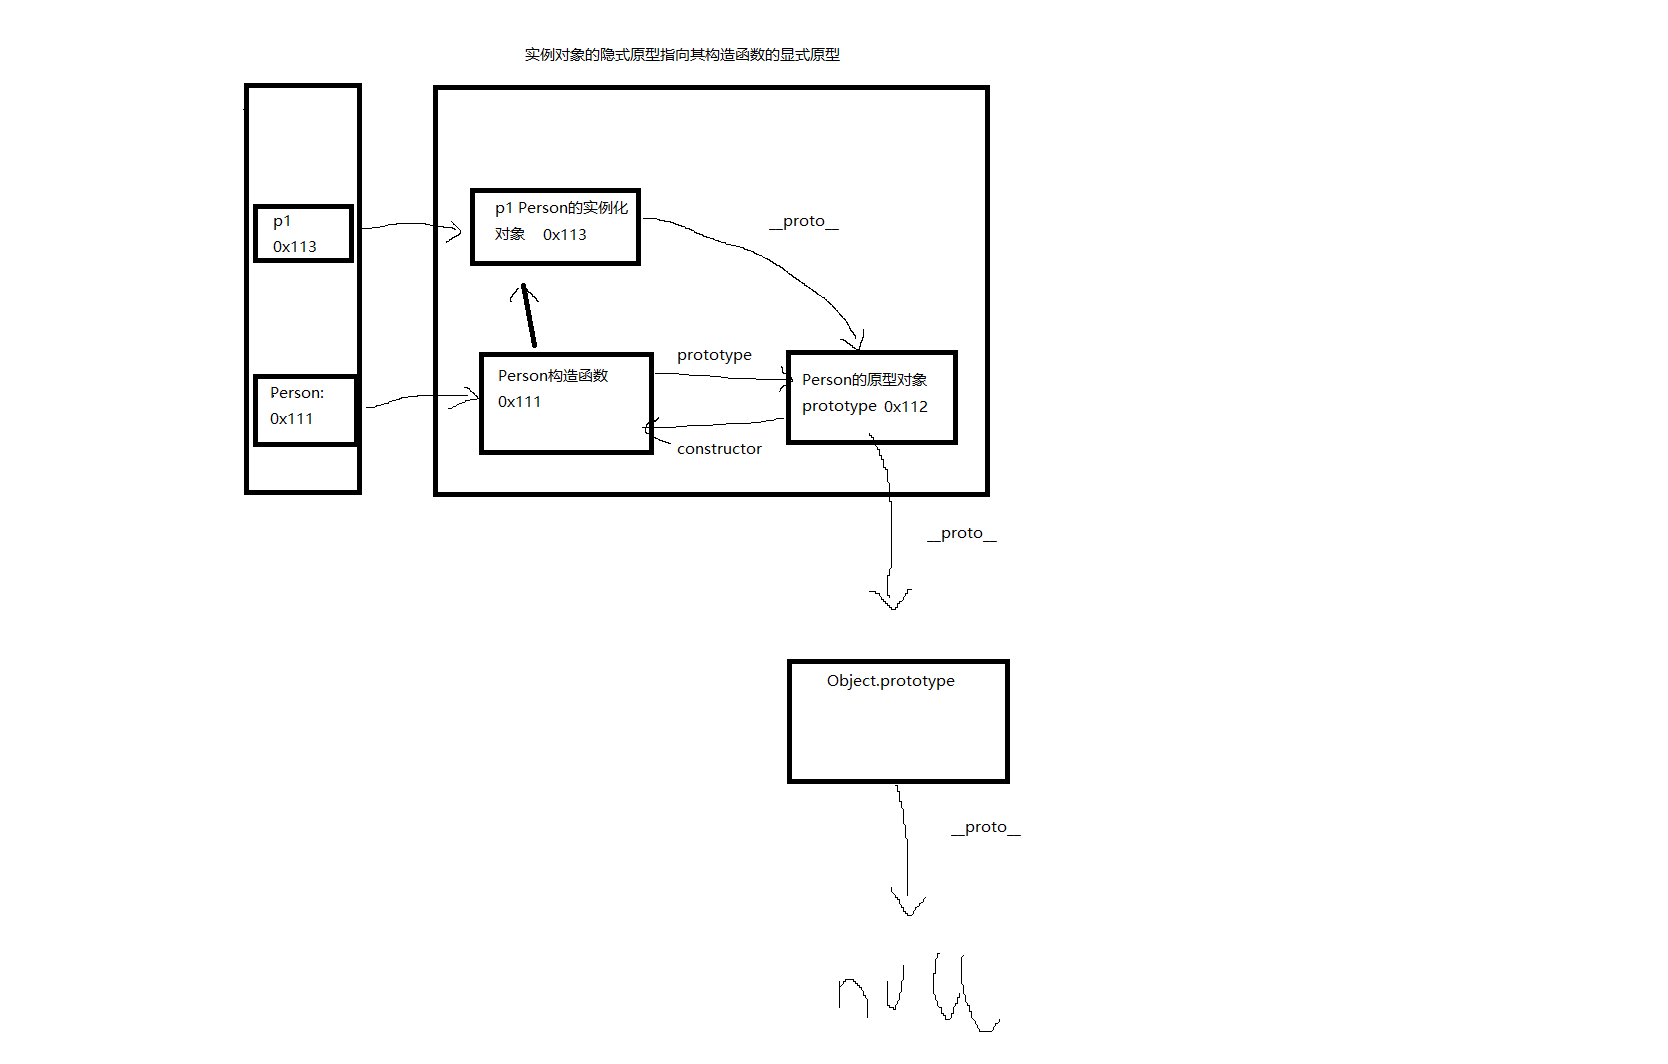 实例对象的隐式原型指向其构造函数的显式原型
p1
0x113
p1 Person的实例化
对象 0x113
__proto__
Person:
0x111
Person构造函数
0x111
prototype
constructor
Person的原型对象
prototype 0x112
__proto__
Object.prototype
__proto__
null